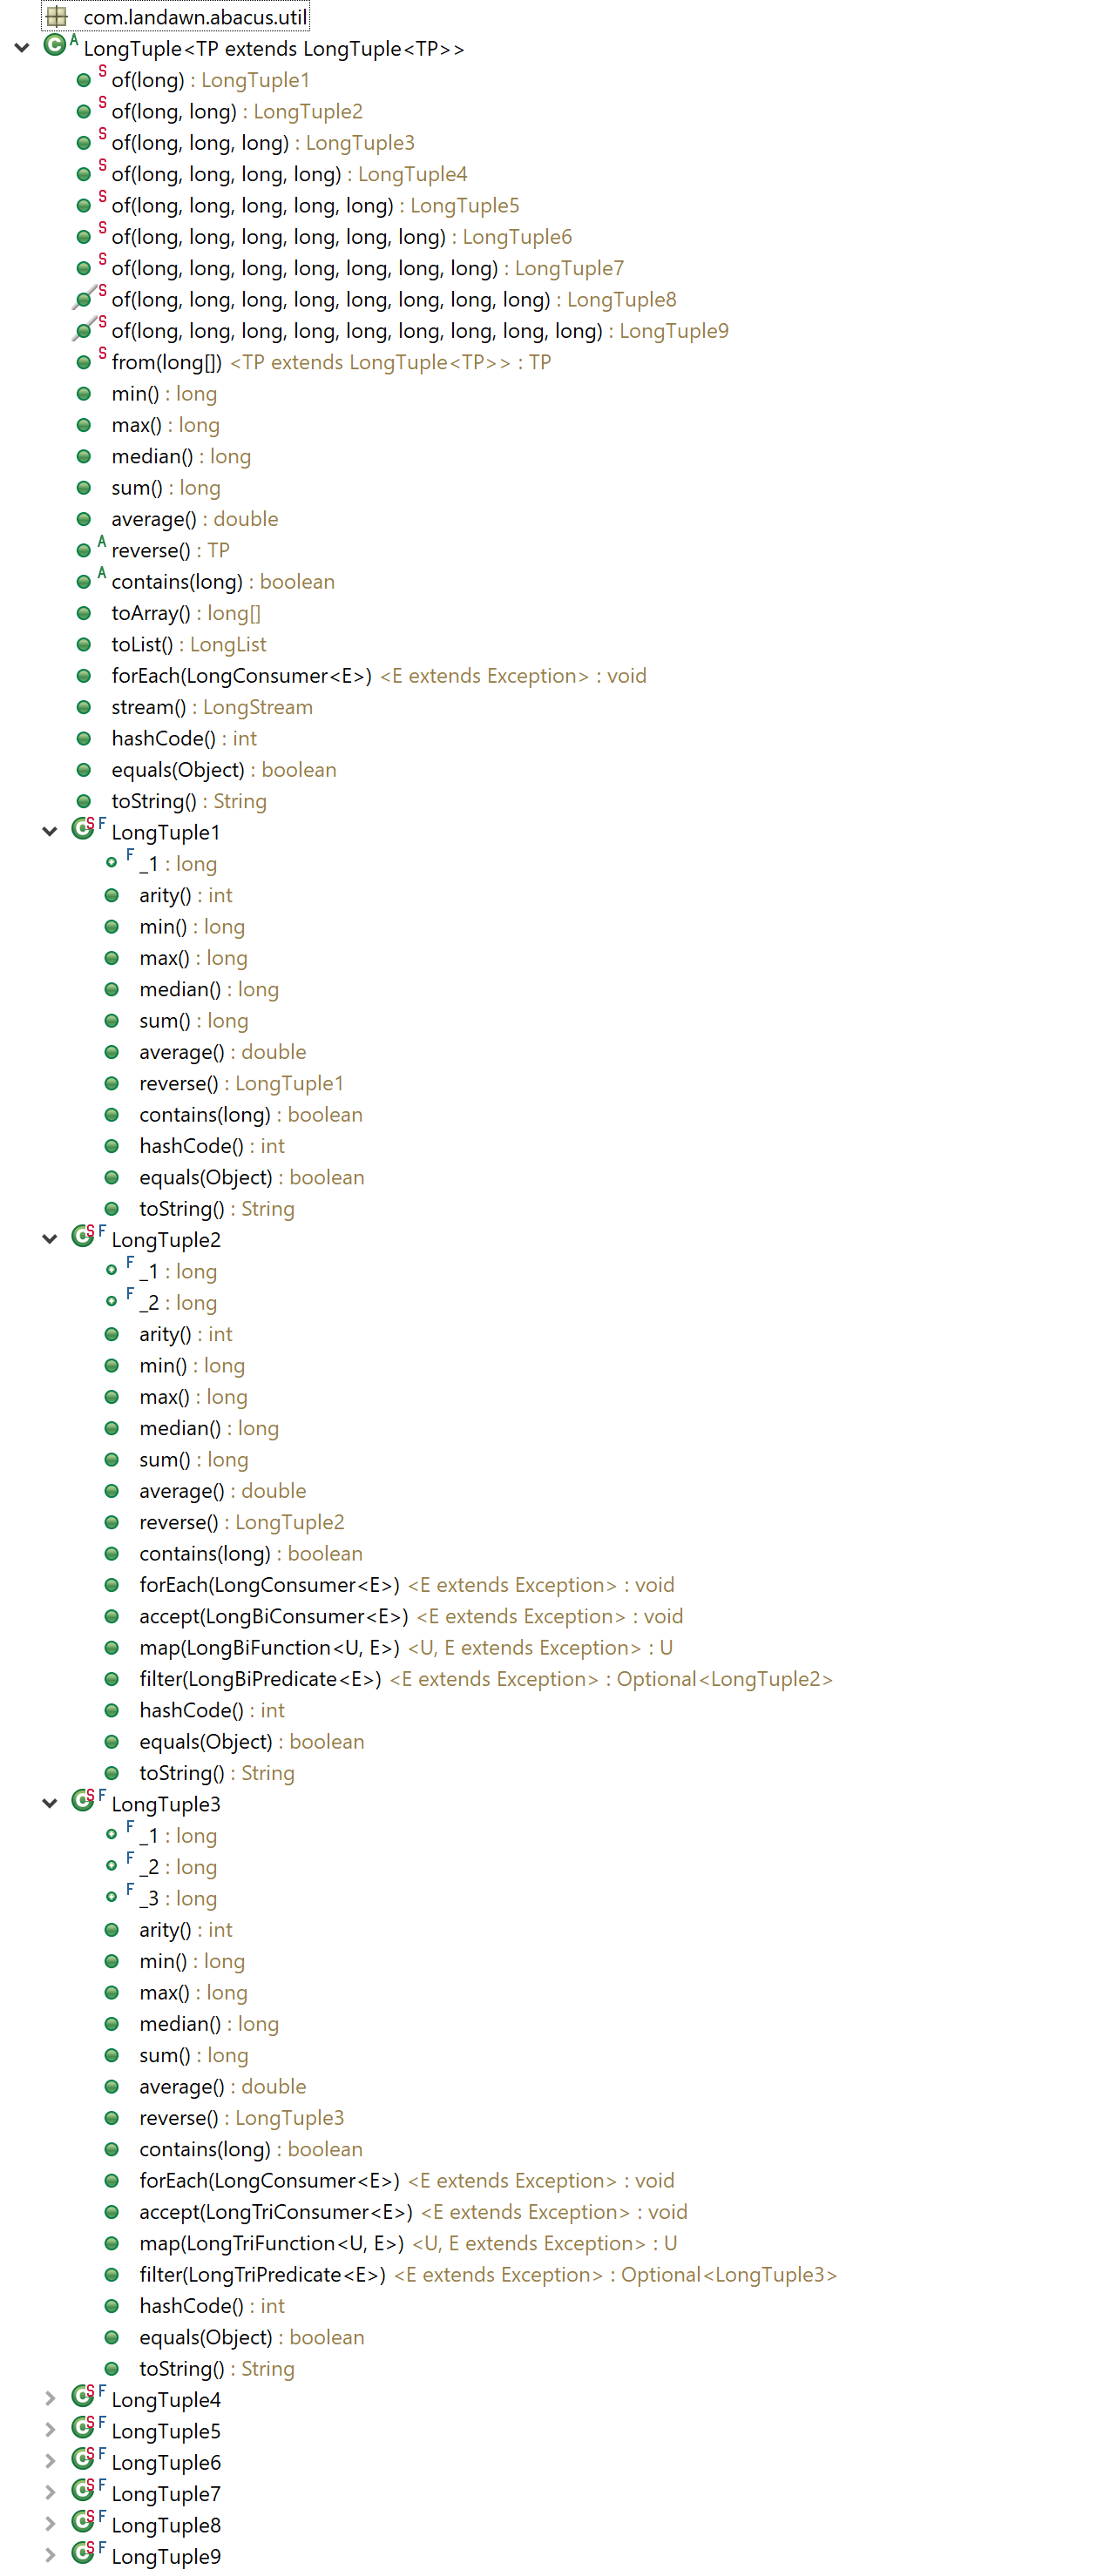 com.landawn.abacus.util
LongTuple<TP extends LongTuple<TP>>
of(long) : LongTuple1
of(long, long) : LongTuple2
of(long, long, long) : LongTuple3
of(long, long, long, long) : LongTuple4
of(long, long, long, long, long) : LongTuple5
of(long, long, long, long, long, long) : LongTuple6
of(long, long, long, long, long, long, long) : LongTuple7
of(long, long, long, long, long, long, long, long) : LongTuple8
of(long, long, long, long, long, long, long, long, long) : LongTuple9
from(long[]) <TP extends LongTuple<TP>> : TP
min() : long
max() : long
median() : long
sum() : long
average() : double
reverse() : TP
contains(long) : boolean
toArray() : long[]
toList() : LongList
forEach(LongConsumer<E>) <E extends Exception> : void
stream() : LongStream
hashCode() : int
equals(Object) : boolean
toString() : String
LongTuple1
_1 : long
arity() : int
min() : long
max() : long
median() : long
sum() : long
average() : double
reverse() : LongTuple1
contains(long) : boolean
hashCode() : int
equals(Object) : boolean
toString() : String
LongTuple2
_1 : long
_2 : long
arity() : int
min() : long
max() : long
median() : long
sum() : long
average() : double
reverse() : LongTuple2
contains(long) : boolean
forEach(LongConsumer<E>) <E extends Exception> : void
accept(LongBiConsumer<E>) <E extends Exception> : void
map(LongBiFunction<U, E>) <U, E extends Exception> : U
filter(LongBiPredicate<E>) <E extends Exception> : Optional<LongTuple2>
hashCode() : int
equals(Object) : boolean
toString() : String
LongTuple3
_1 : long
_2 : long
_3 : long
arity() : int
min() : long
max() : long
median() : long
sum() : long
average() : double
reverse() : LongTuple3
contains(long) : boolean
forEach(LongConsumer<E>) <E extends Exception> : void
accept(LongTriConsumer<E>) <E extends Exception> : void
map(LongTriFunction<U, E>) <U, E extends Exception> : U
filter(LongTriPredicate<E>) <E extends Exception> : Optional<LongTuple3>
hashCode() : int
equals(Object) : boolean
toString() : String
LongTuple4
LongTuple5
LongTuple6
LongTuple7
LongTuple8
LongTuple9